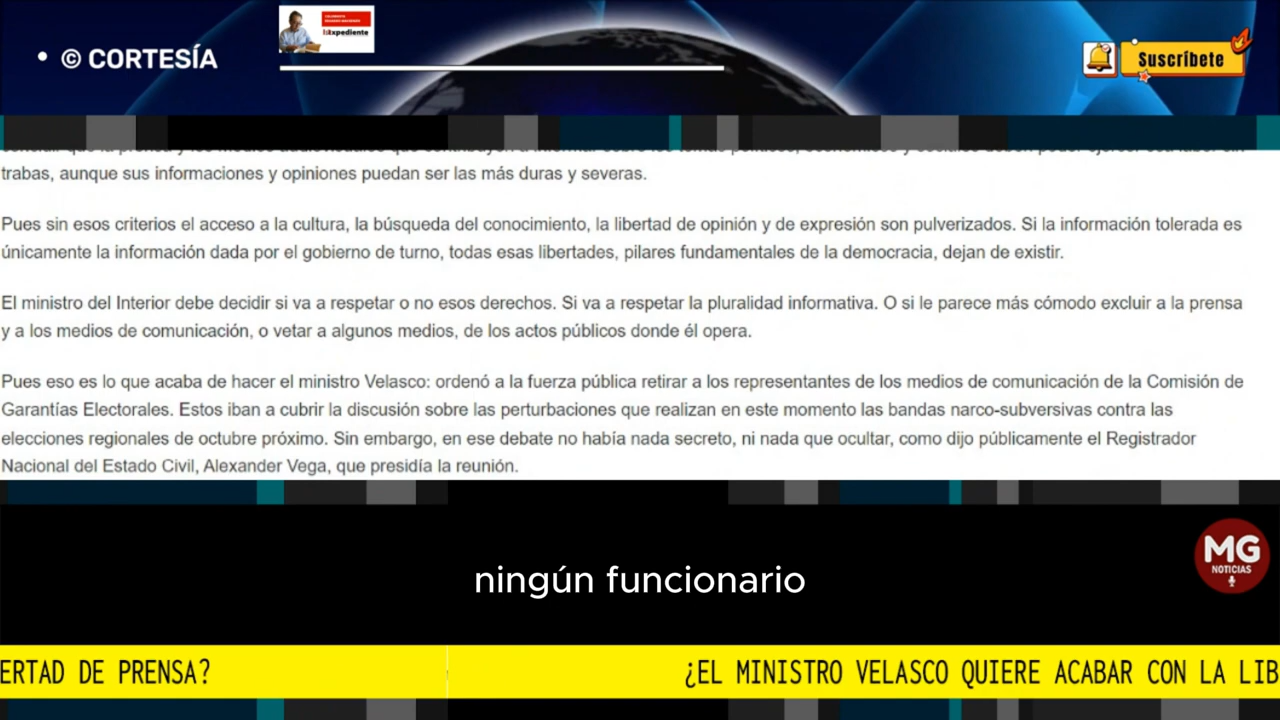 • © CORTESÍA
Expediente
Suscríbete
trabas, aunque sus informaciones y opiniones puedan ser las más duras y severas.
Pues sin esos criterios el acceso a la cultura, la búsqueda del conocimiento, la libertad de opinión y de expresión son pulverizados. Si la información tolerada es
únicamente la información dada por el gobierno de turno, todas esas libertades, pilares fundamentales de la democracia, dejan de existir.
El ministro del Interior debe decidir si va a respetar o no esos derechos. Si va a respetar la pluralidad informativa. O si le parece más cómodo excluir a la prensa
y a los medios de comunicación, o vetar a algunos medios, de los actos públicos donde él opera.
Pues eso es lo que acaba de hacer el ministro Velasco: ordenó a la fuerza pública retirar a los representantes de los medios de comunicación de la Comisión de
Garantías Electorales. Estos iban a cubrir la discusión sobre las perturbaciones que realizan en este momento las bandas narco-subversivas contra las
elecciones regionales de octubre próximo. Sin embargo, en ese debate no había nada secreto, ni nada que ocultar, como dijo públicamente el Registrador
Nacional del Estado Civil, Alexander Vega, que presidía la reunión.
MG
NOTICIAS
ningún funcionario
ERTAD DE PRENSA? ¿EL MINISTRO VELASCO QUIERE ACABAR CON LA LIB